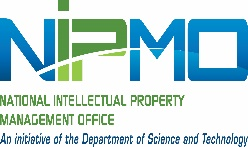 NIPMO
NATIONAL INTELLECTUAL PROPERTY
MANAGEMENT OFFICE
An initiative of the Department of Science and Technology